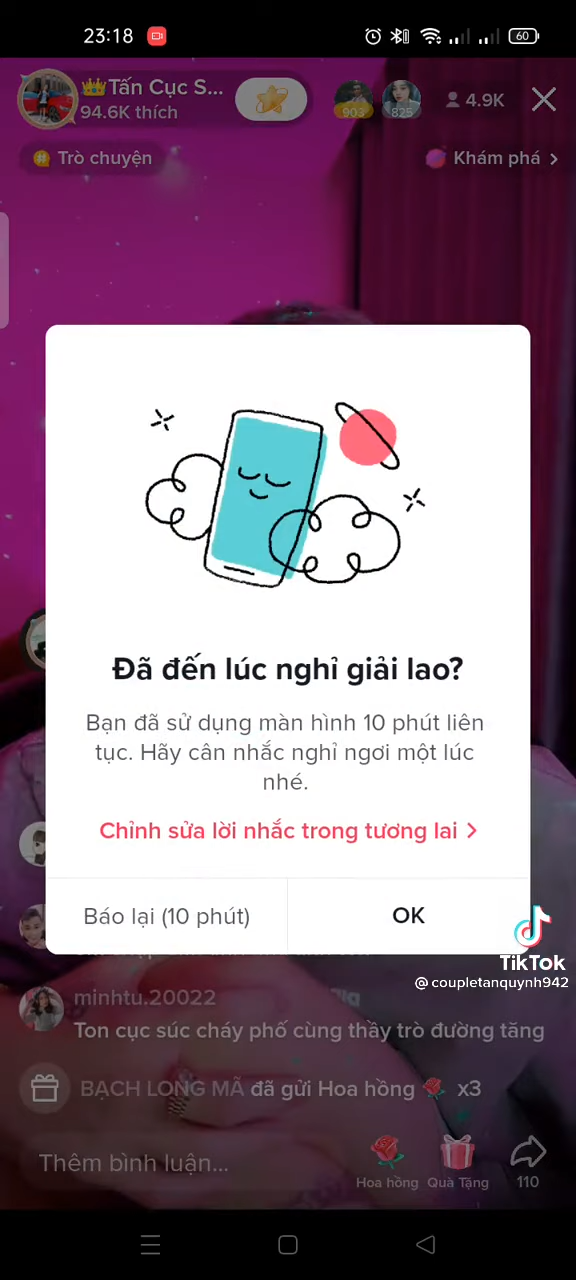 23:18
60
👑Tấn Cục S...
94.6K thích
903
825
4.9K
Trò chuyện
Khám phá
Đã đến lúc nghỉ giải lao?
Bạn đã sử dụng màn hình 10 phút liên
tục. Hãy cân nhắc nghỉ ngơi một lúc
nhé.
Chỉnh sửa lời nhắc trong tương lai
Báo lại (10 phút)
OK
TikTok
@coupletanquynh942
minhtu.20022
Ton cục súc cháy phố cùng thầy trò đường tăng
BẠCH LONG MÃ đã gửi Hoa hồng 🌹 x3
Thêm bình luận...
Hoa hồng
Quà Tặng
110